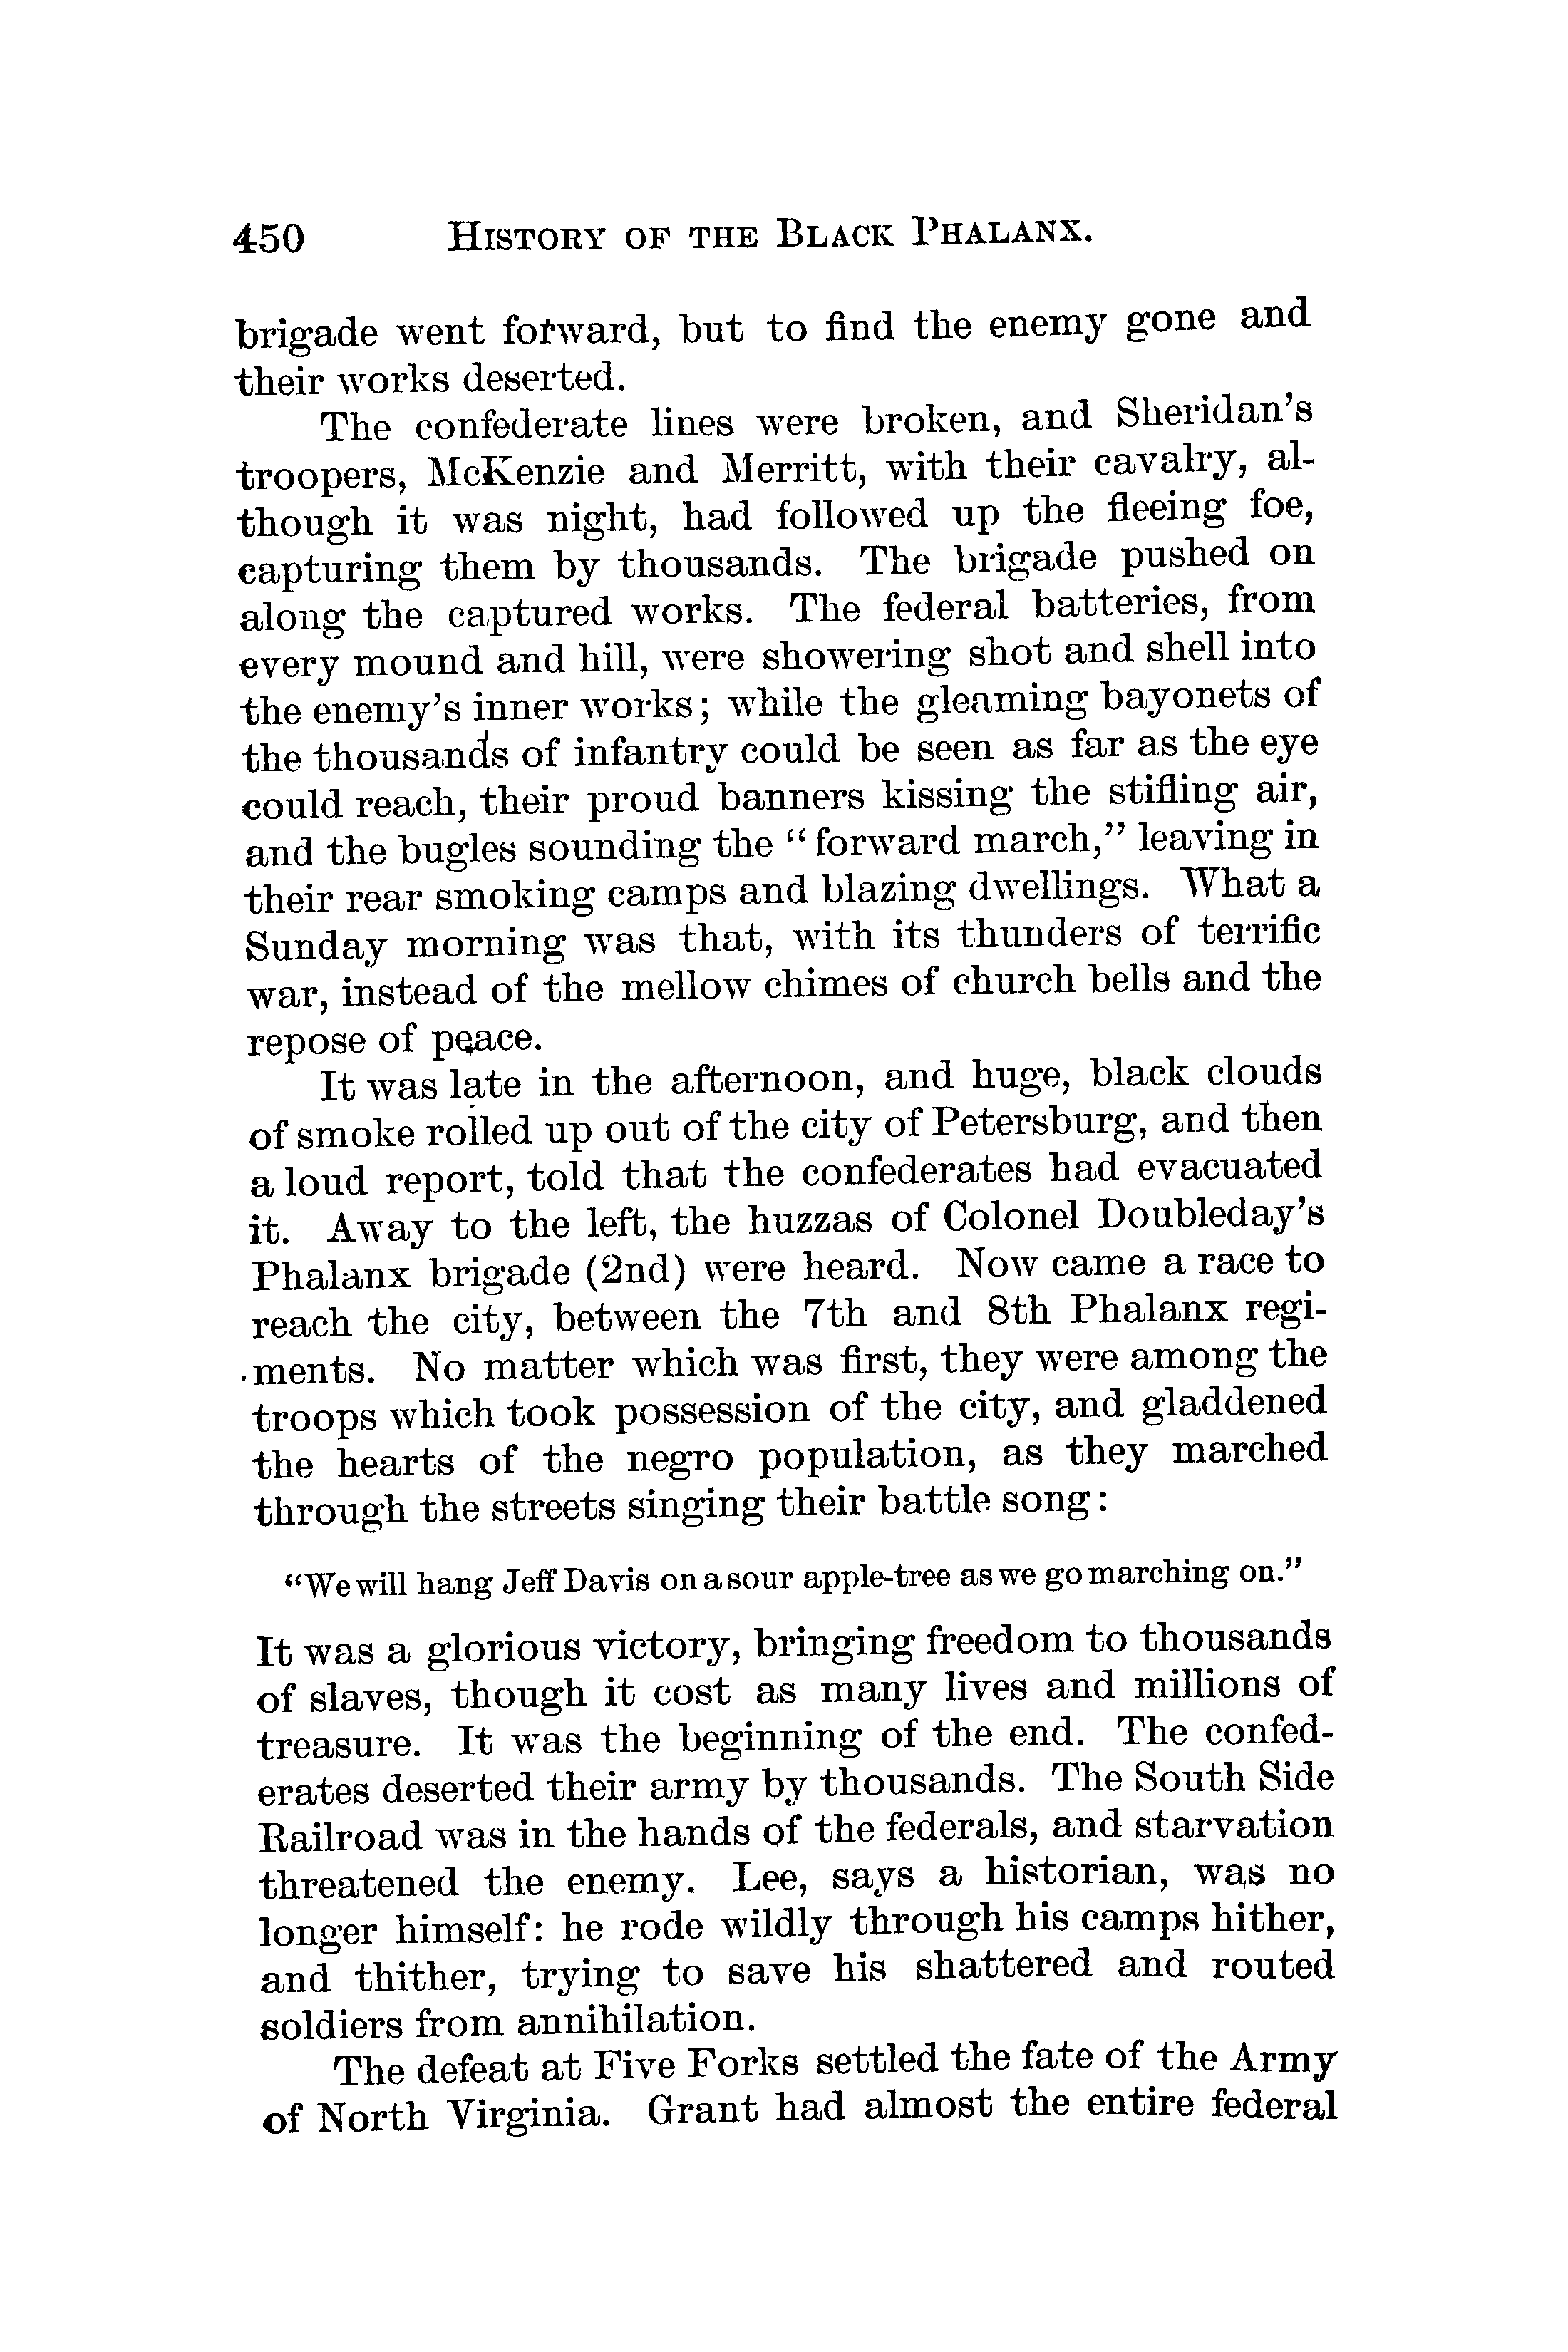 450 HISTORY OF THE BLACK PHALANX.
brigade went forward, but to find the enemy gone and
their works deserted.
The confederate lines were broken, and Sheridan's
troopers, McKenzie and Merritt, with their cavalry, al-
though it was night, had followed up the fleeing foe,
capturing them by thousands. The brigade pushed on
along the captured works. The federal batteries, from
every mound and hill, were showering shot and shell into
the enemy's inner works; while the gleaming bayonets of
the thousands of infantry could be seen as far as the eye
could reach, their proud banners kissing the stifling air,
and the bugles sounding the "forward march," leaving in
their rear smoking camps and blazing dwellings. What a
Sunday morning was that, with its thunders of terrific
war, instead of the mellow chimes of church bells and the
repose of peace.
It was late in the afternoon, and huge, black clouds
of smoke rolled up out of the city of Petersburg, and then
a loud report, told that the confederates had evacuated
it. Away to the left, the huzzas of Colonel Doubleday's
Phalanx brigade (2nd) were heard. Now came a race to
reach the city, between the 7th and 8th Phalanx regi-
ments. No matter which was first, they were among the
troops which took possession of the city, and gladdened
the hearts of the negro population, as they marched
through the streets singing their battle song:
"We will hang Jeff Davis on a sour apple-tree as we go marching on."
It was a glorious victory, bringing freedom to thousands
of slaves, though it cost as many lives and millions of
treasure. It was the beginning of the end. The confed-
erates deserted their army by thousands. The South Side
Railroad was in the hands of the federals, and starvation
threatened the enemy. Lee, says a historian, was no
longer himself: he rode wildly through his camps hither,
and thither, trying to save his shattered and routed
soldiers from annihilation.
The defeat at Five Forks settled the fate of the Army
of North Virginia. Grant had almost the entire federal